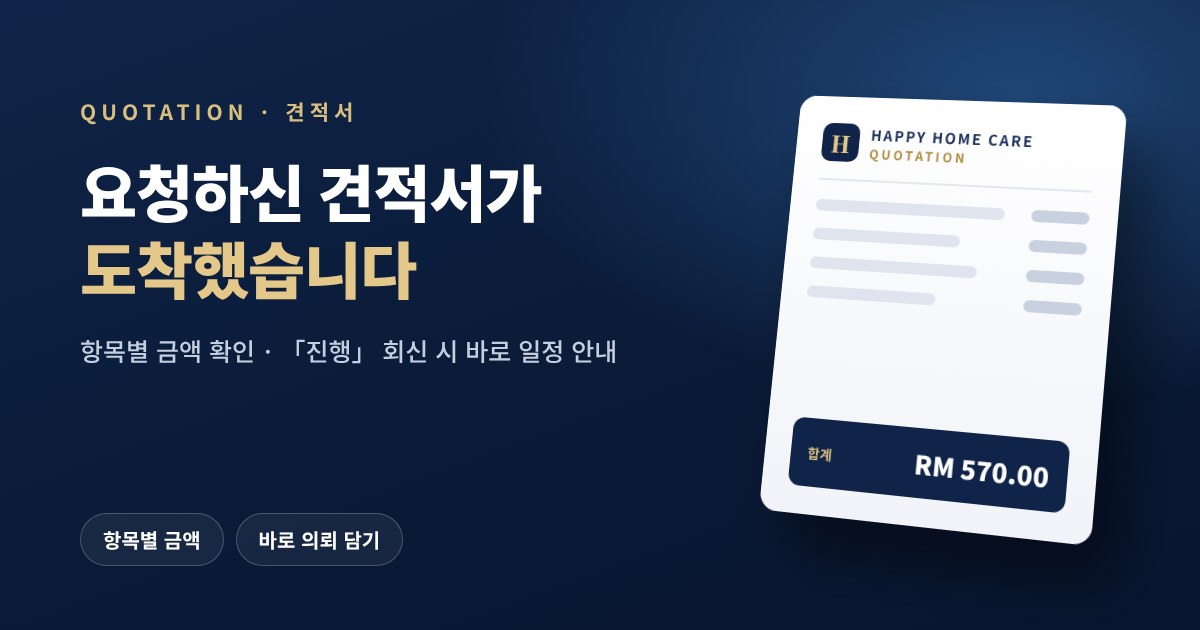 QUOTATION · 견적서
요청하신 견적서가
도착했습니다
항목별 금액 확인 · 「진행」 회신 시 바로 일정 안내
항목별 금액
바로 의뢰 담기
H
HAPPY HOME CARE
QUOTATION
합계
RM 570.00